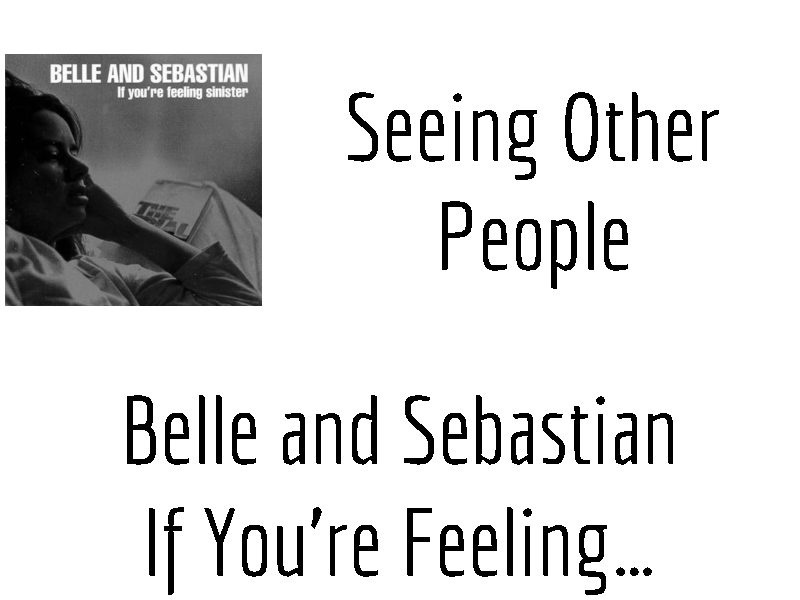 BELLE AND SEBASTIAN
If you're feeling sinister
THE
TRIAL
Seeing Other
People
Belle and Sebastian
If You're Feeling...